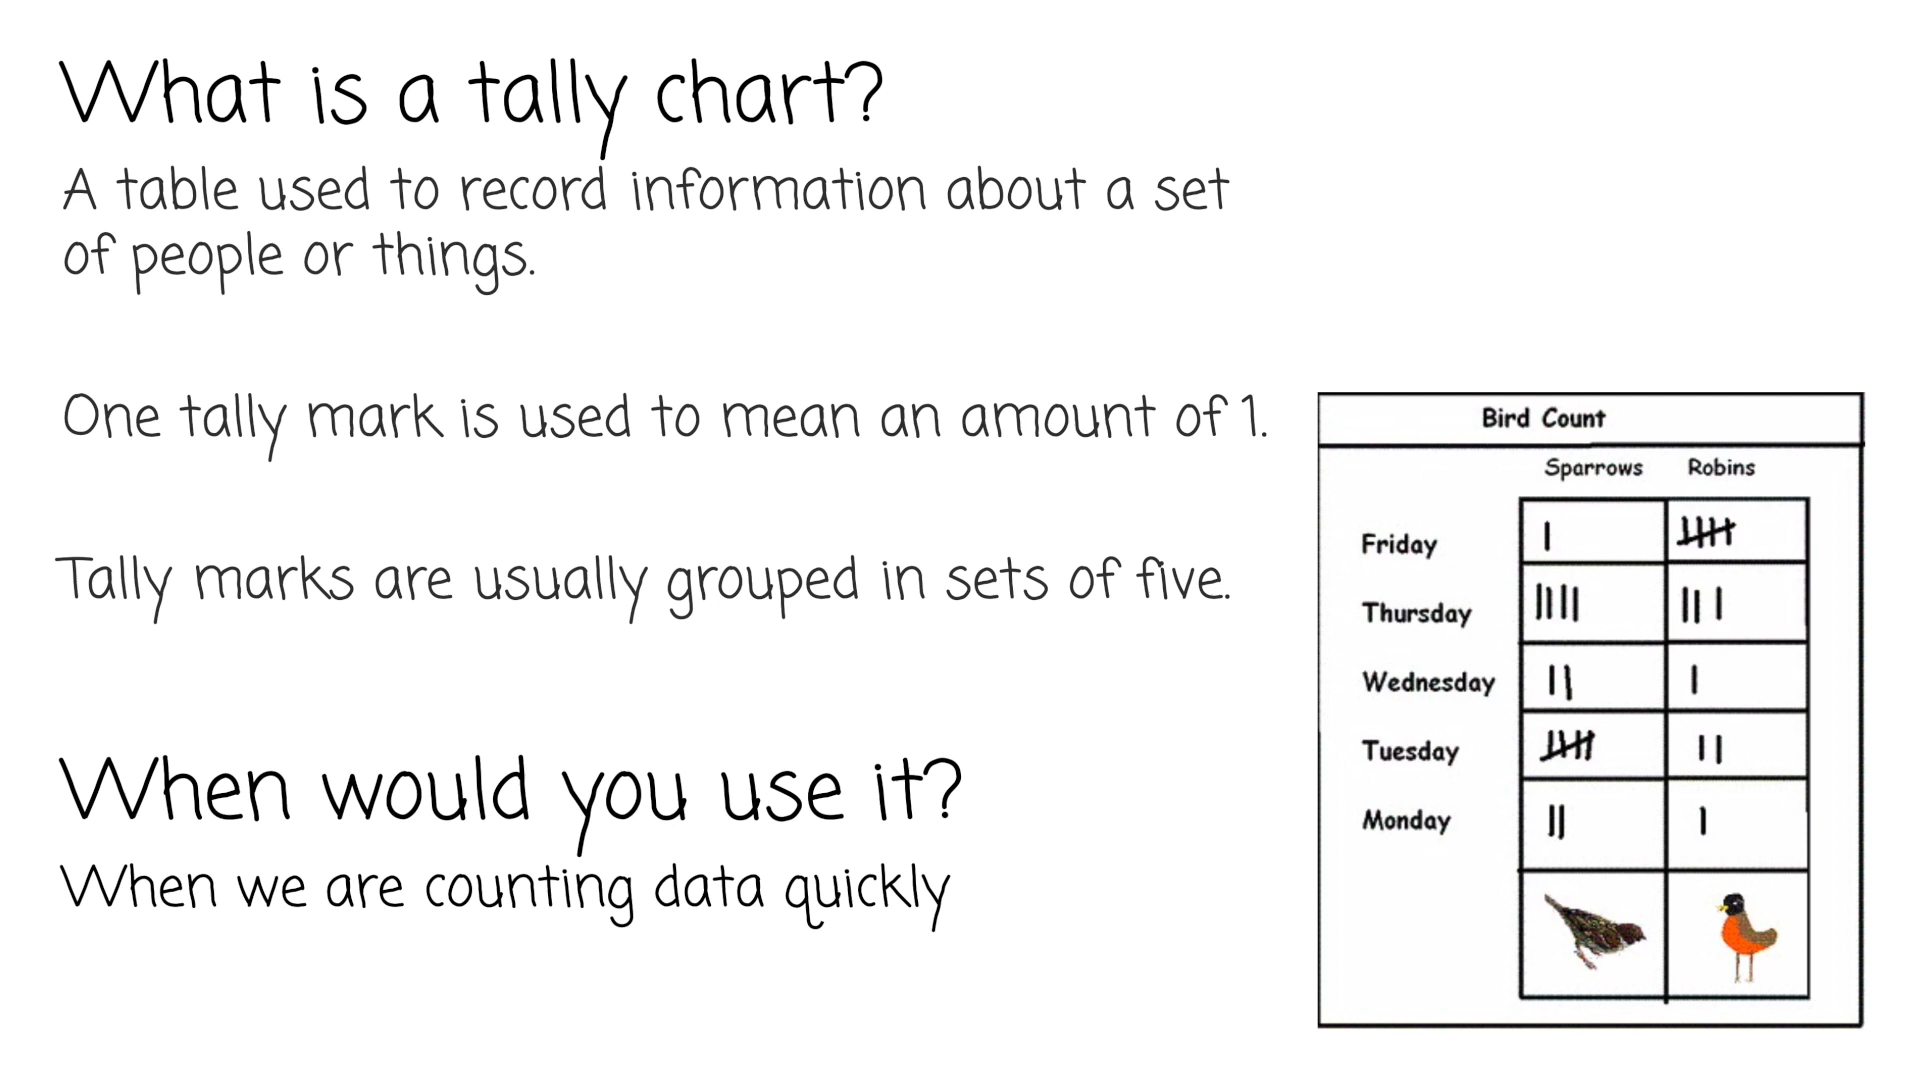 What is a tally chart?
A table used to record information about a set
of people or things.
One tally mark is used to mean an amount of 1.
Tally marks are usually grouped in sets of five.
When would you use it?
When we are counting data quickly
Bird Count
Sparrows Robins
Friday
Thursday
Wednesday
Tuesday
Monday